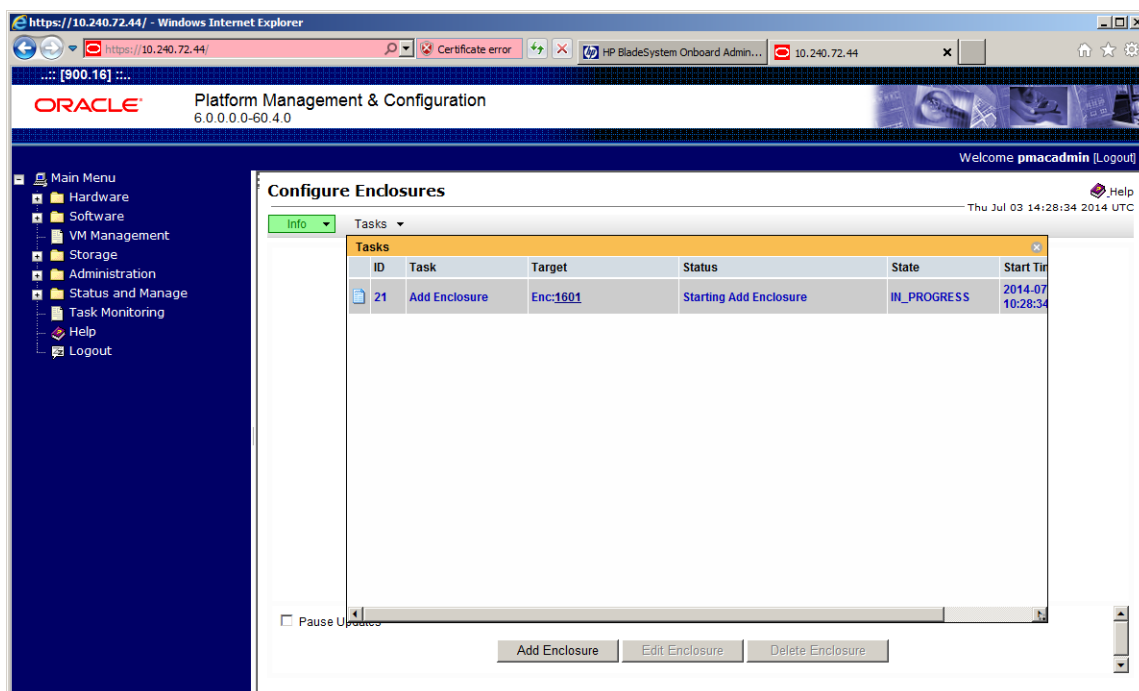 https://10.240.72.44/ - Windows Internet Explorer
https://10.240.72.44/
Certificate error
HP BladeSystem Onboard Admin...
10.240.72.44
..:: [900.16] ::..
ORACLE
Platform Management & Configuration
6.0.0.0.0-60.4.0
Welcome pmacadmin [Logout]
Main Menu
Hardware
Software
VM Management
Storage
Administration
Status and Manage
Task Monitoring
Help
Logout
Configure Enclosures
Help
Thu Jul 03 14:28:34 2014 UTC
Info
Tasks
Tasks
ID Task Target Status State Start
21 Add Enclosure Enc:1601 Starting Add Enclosure IN_PROGRESS 2014-07
10:28:34
Pause
Add Enclosure Edit Enclosure Delete Enclosure